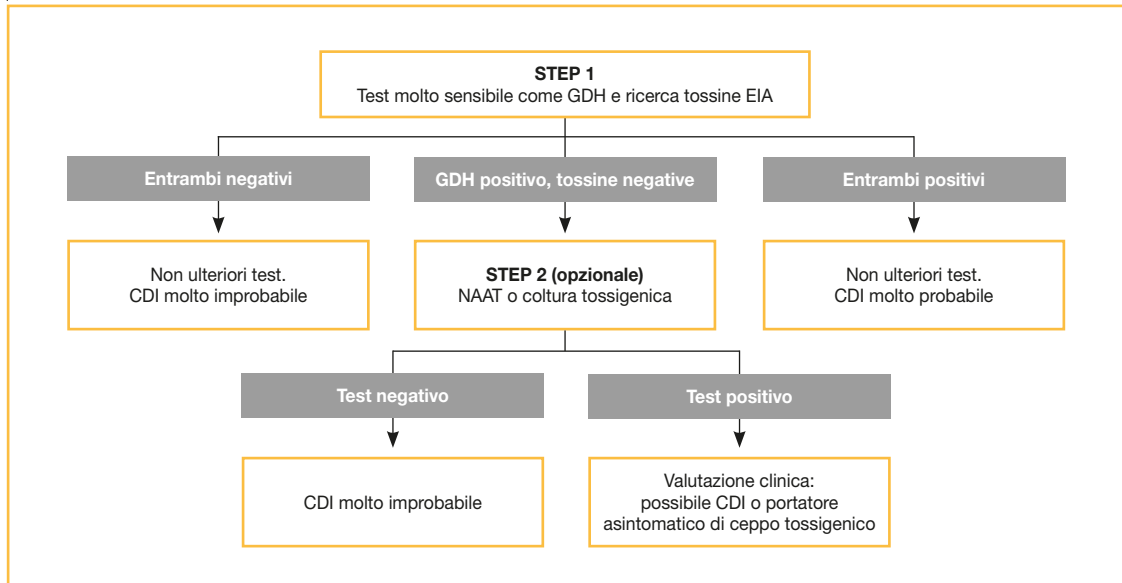 STEP 1
Test molto sensibile come GDH e ricerca tossine EIA
Entrambi negativi
GDH positivo, tossine negative
Entrambi positivi
Non ulteriori test.
CDI molto improbabile
STEP 2 (opzionale)
NAAT o coltura tossigenica
Non ulteriori test.
CDI molto probabile
Test negativo
Test positivo
CDI molto improbabile
Valutazione clinica:
possibile CDI o portatore
asintomatico di ceppo tossigenico